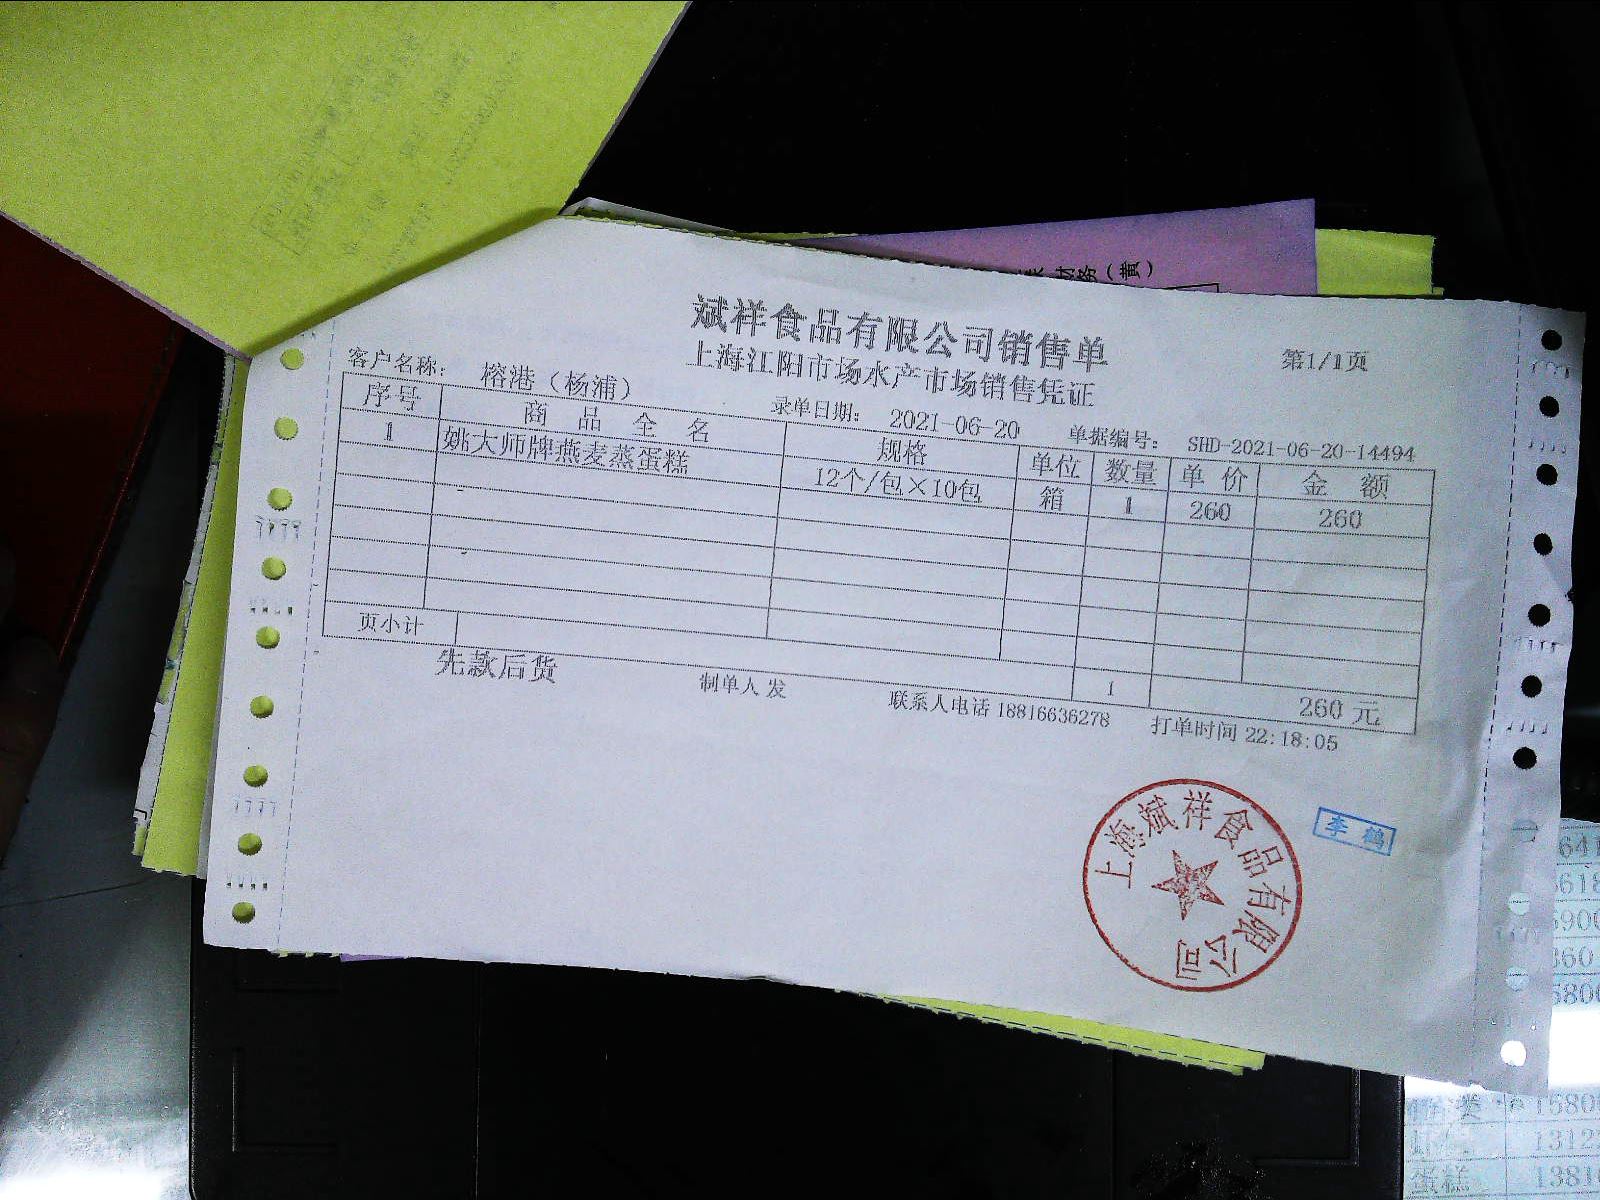 财务（黄）
斌祥食品有限公司销售单
上海江阳市场水产市场销售凭证
第1/1页
客户名称： 榕港（杨浦） 录单日期： 2021-06-20 单据编号： SHD-2021-06-20-14494
序号 商 品 全 名 规格 单位 数量 单 价 金 额
1 姚大师牌燕麦蒸蛋糕 12个/包×10包 箱 1 260 260
页小计 1 260 元
先款后货 制单人 发 联系人电话 18816636278 打单时间 22:18:05
上海斌祥食品有限公司
李鹤
蛋糕